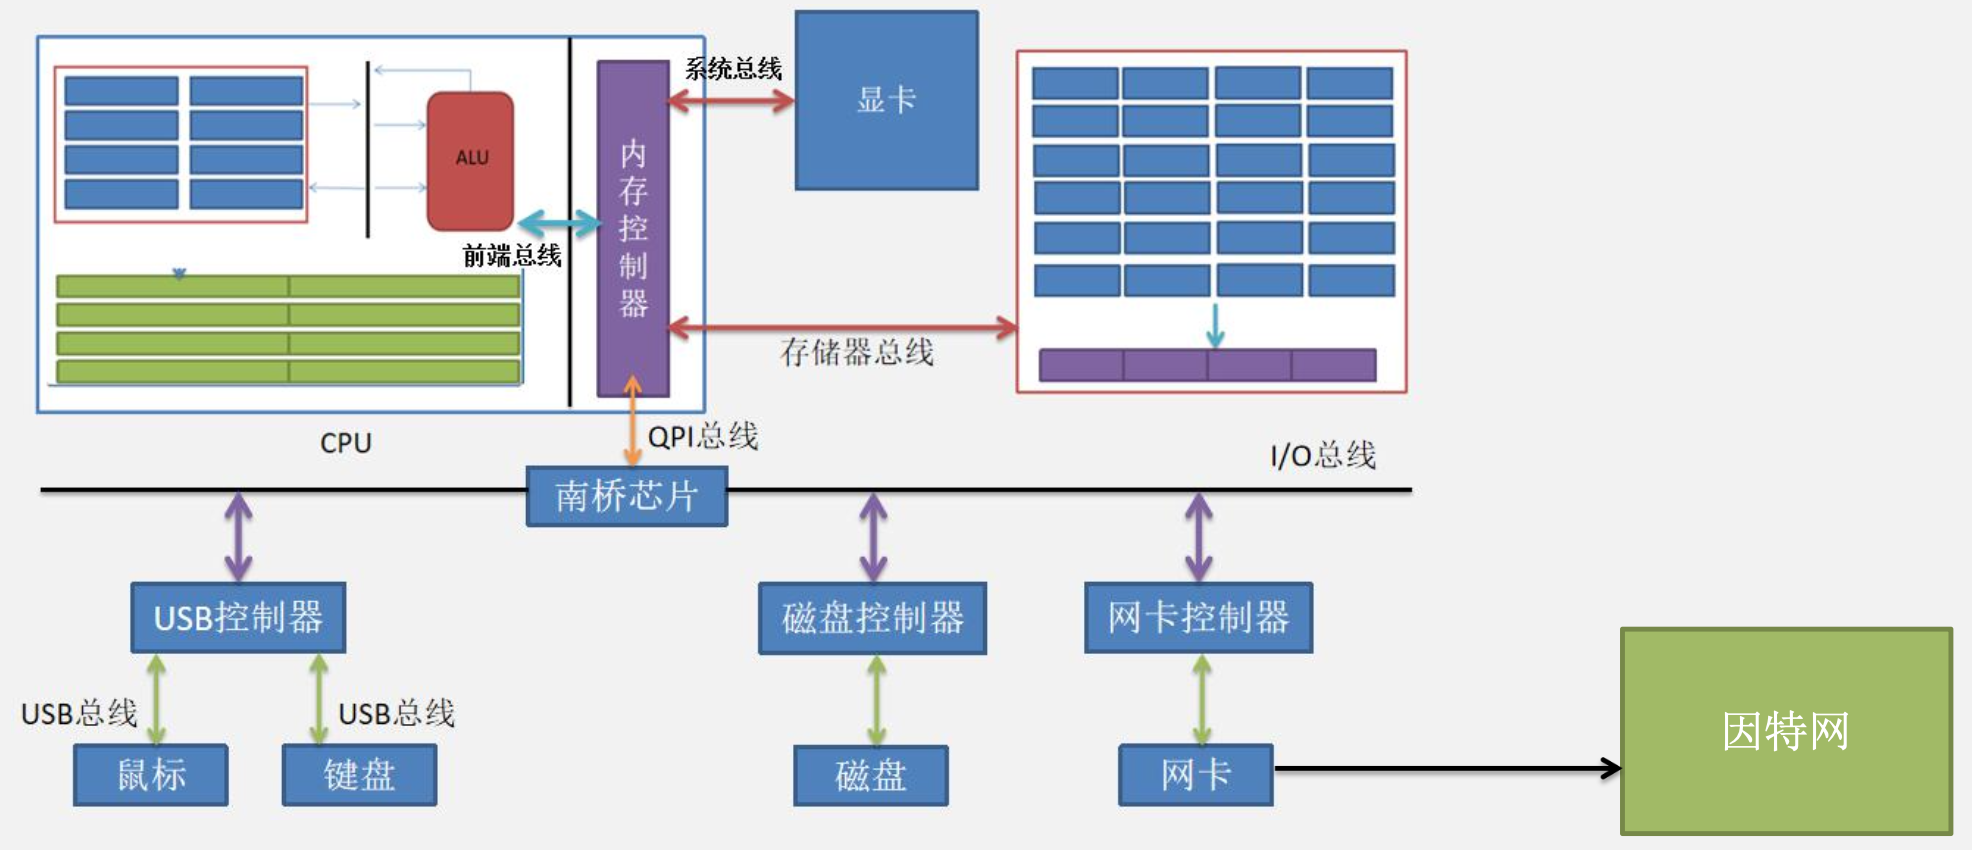 系统总线
显卡
ALU
内存控制器
前端总线
存储器总线
CPU
QPI总线
I/O总线
南桥芯片
USB控制器
磁盘控制器
网卡控制器
USB总线
USB总线
因特网
鼠标
键盘
磁盘
网卡